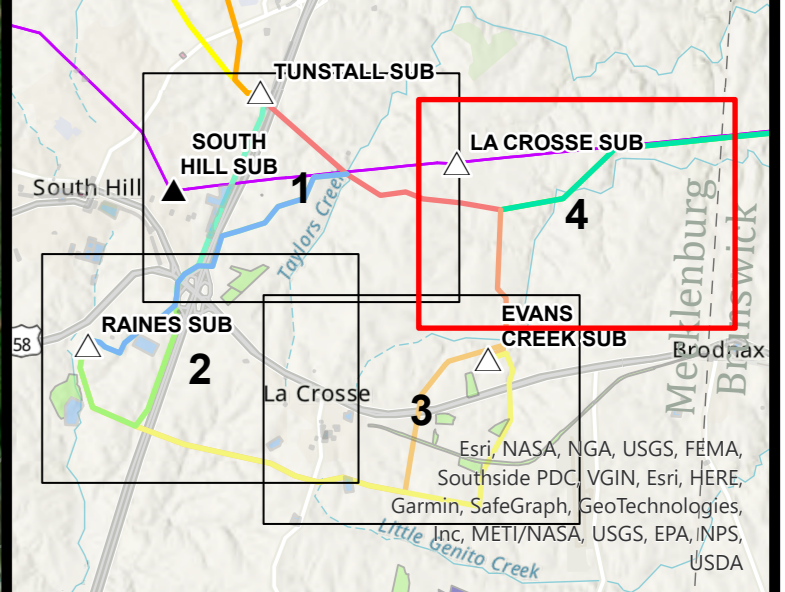 TUNSTALL SUB
SOUTH
HILL SUB
LA CROSSE SUB
South Hill
1
4
Taylors Creek
Mecklenburg
Brunswick
RAINES SUB
EVANS
CREEK SUB
58
2
Brodnax
La Crosse
3
Esri, NASA, NGA, USGS, FEMA,
Southside PDC, VGIN, Esri, HERE,
Garmin, SafeGraph, GeoTechnologies,
Inc, METI/NASA, USGS, EPA, NPS,
USDA
Little Genito Creek